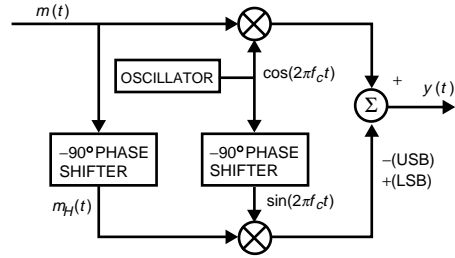 m(t)
OSCILLATOR
cos(2πf_c t)
+
y(t)
Σ
−90° PHASE
SHIFTER
−90° PHASE
SHIFTER
−(USB)
+(LSB)
m_H(t)
sin(2πf_c t)